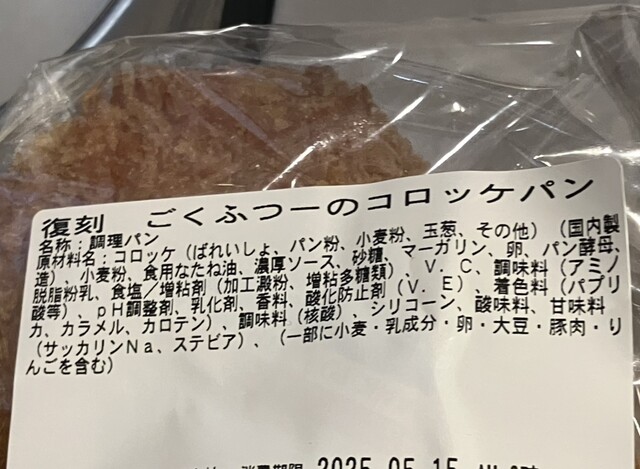 復刻 ごくふつーのコロッケパン
名称：調理パン
原材料名：コロッケ（ばれいしょ、パン粉、小麦粉、玉葱、その他）（国内製
造）、小麦粉、食用なたね油、濃厚ソース、砂糖、マーガリン、卵、パン酵母、
脱脂粉乳、食塩／増粘剤（加工澱粉、増粘多糖類）、Ｖ．Ｃ、調味料（アミノ
酸等）、ｐＨ調整剤、乳化剤、香料、酸化防止剤（Ｖ．Ｅ）、着色料（パプリ
カ、カラメル、カロテン）、調味料（核酸）、シリコーン、酸味料、甘味料
（サッカリンＮａ、ステビア）、（一部に小麦・乳成分・卵・大豆・豚肉・り
んごを含む）
消費期限 2025.05.15